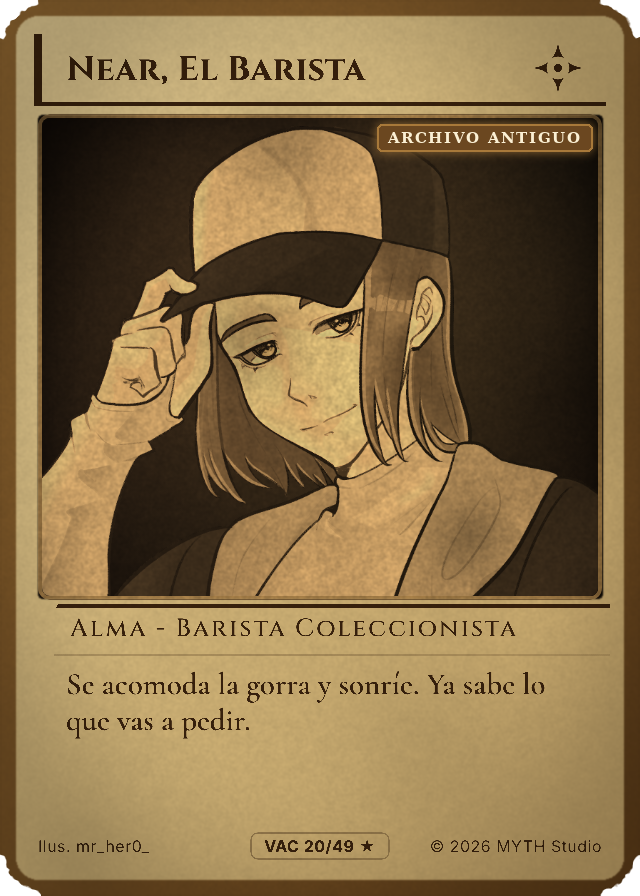 Near, El Barista
ARCHIVO ANTIGUO
Alma - Barista Coleccionista
Se acomoda la gorra y sonríe. Ya sabe lo
que vas a pedir.
Ilus. mr_her0_
VAC 20/49 ★
© 2026 MYTH Studio